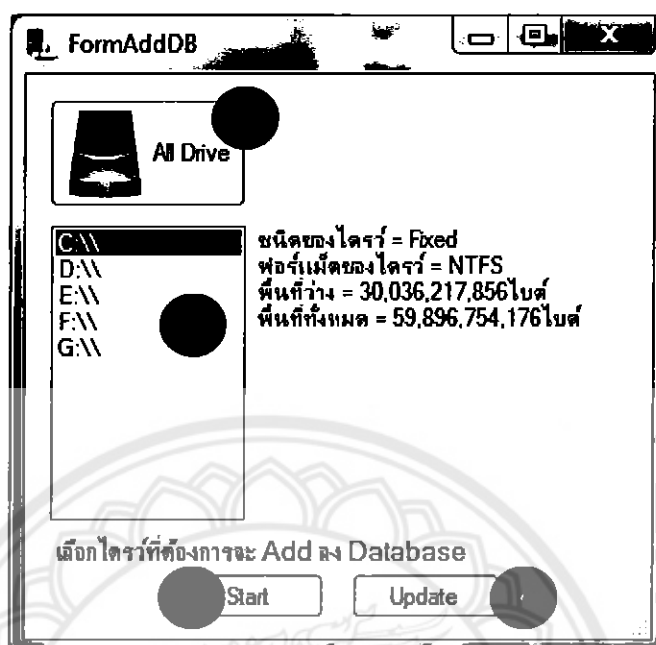 FormAddDB
All Drive
C:\\
D:\\
E:\\
F:\\
G:\\
ชนิดของไดรว์ = Fixed
ฟอร์แม็ตของไดรว์ = NTFS
พื้นที่ว่าง = 30,036,217,856ไบต์
พื้นที่ทั้งหมด = 59,896,754,176ไบต์
เลือกไดรว์ที่ต้องการจะ Add ลง Database
Start
Update